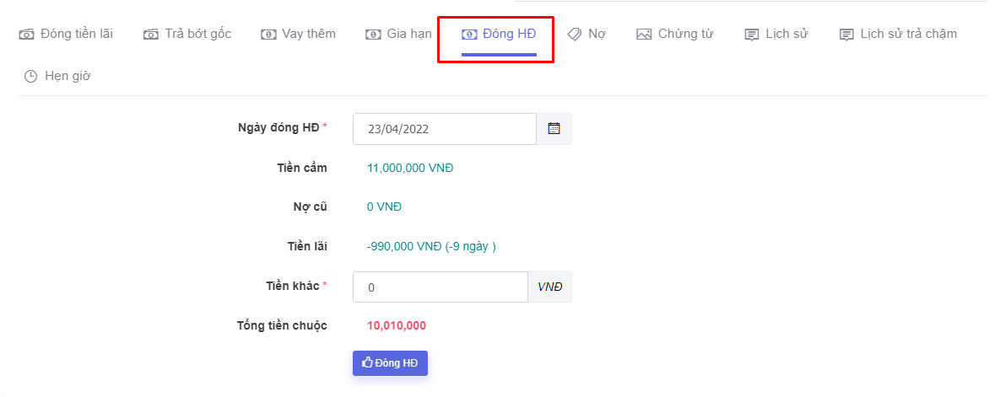 Đóng tiền lãi Trả bớt gốc Vay thêm Gia hạn Đóng HĐ Nợ Chứng từ Lịch sử Lịch sử trả chậm
Hẹn giờ
Ngày đóng HĐ * 23/04/2022
Tiền cầm 11,000,000 VNĐ
Nợ cũ 0 VNĐ
Tiền lãi -990,000 VNĐ (-9 ngày )
Tiền khác * 0 VNĐ
Tổng tiền chuộc 10,010,000
Đóng HĐ